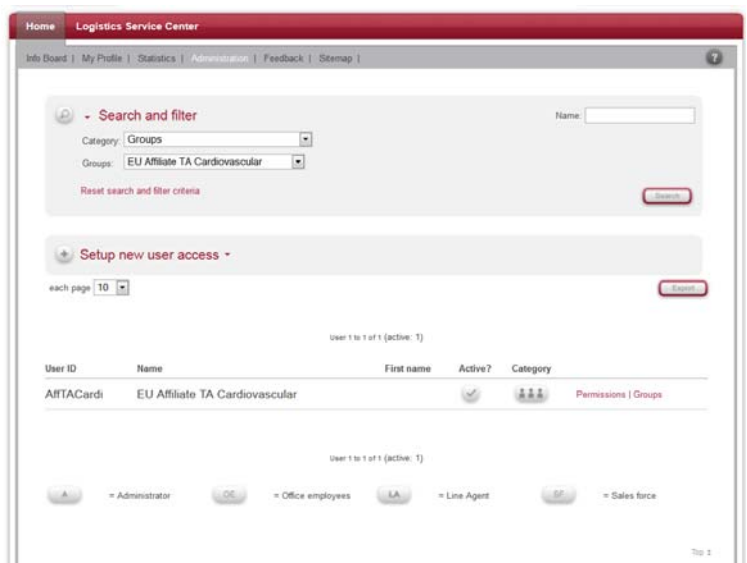 Home Logistics Service Center
Info Board | My Profile | Statistics | Administration | Feedback | Sitemap | ?
Search and filter Name:
Category: Groups
Groups: EU Affiliate TA Cardiovascular
Reset search and filter criteria Search
+ Setup new user access
each page 10 Export
User 1 to 1 of 1 (active: 1)
User ID Name First name Active? Category
AffTACardi EU Affiliate TA Cardiovascular Permissions | Groups
User 1 to 1 of 1 (active: 1)
A = Administrator OE = Office employees LA = Line Agent SF = Sales force
Top